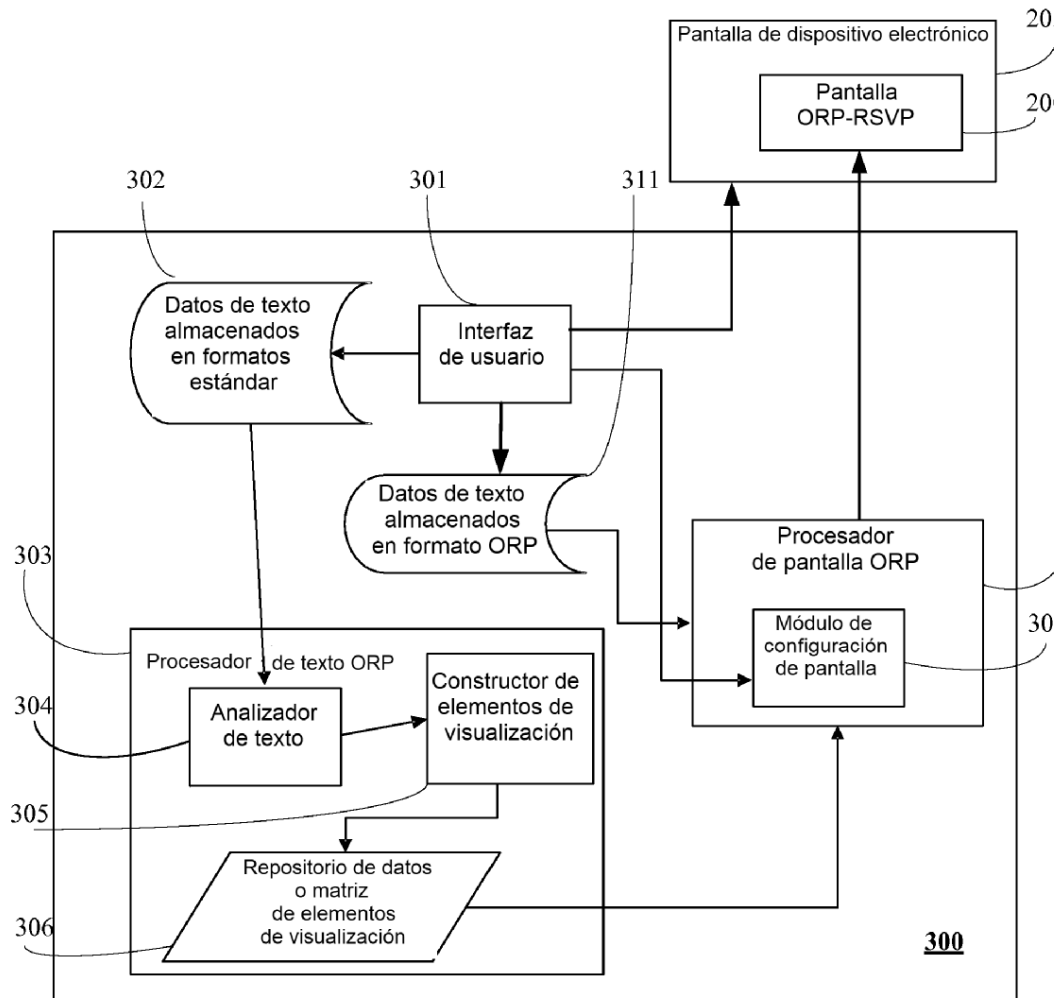 Pantalla de dispositivo electrónico
Pantalla
ORP-RSVP
302
301
311
Datos de texto
almacenados
en formatos
estándar
Interfaz
de usuario
Datos de texto
almacenados
en formato ORP
Procesador
de pantalla ORP
Módulo de
configuración
de pantalla
303
Procesador de texto ORP
304
Analizador
de texto
Constructor de
elementos de
visualización
305
Repositorio de datos
o matriz
de elementos
de visualización
306
300